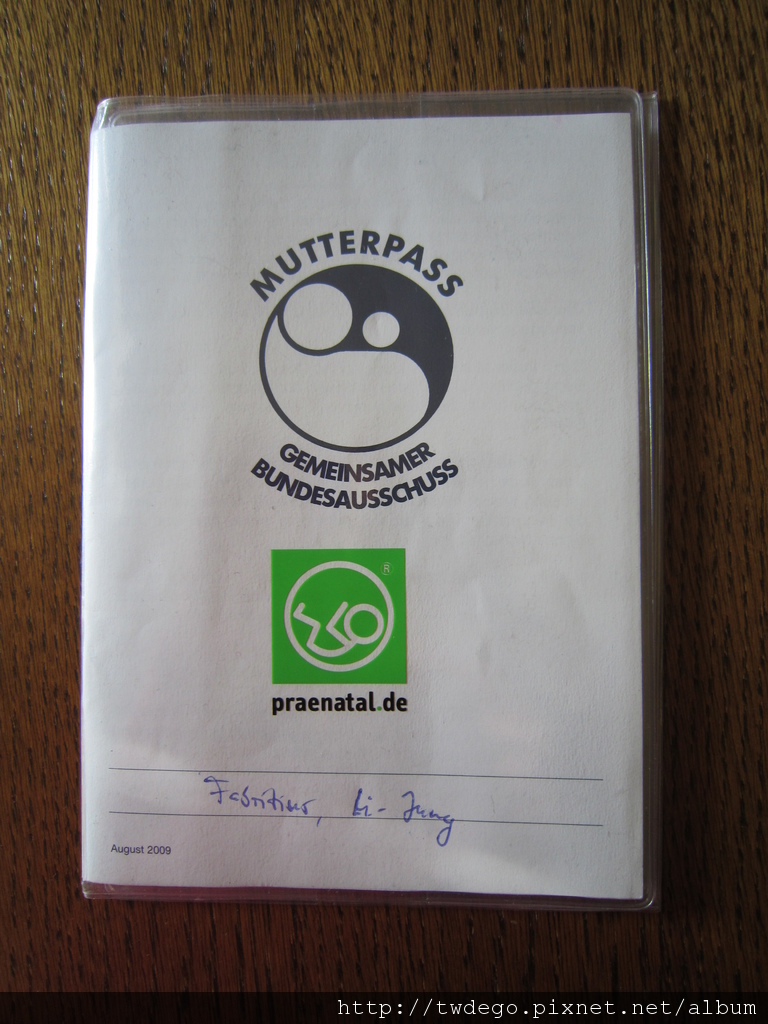 MUTTERPASS
GEMEINSAMER
BUNDESAUSSCHUSS
®
praenatal.de
Fabritius, Li-Jung
August 2009
http://twdego.pixnet.net/album